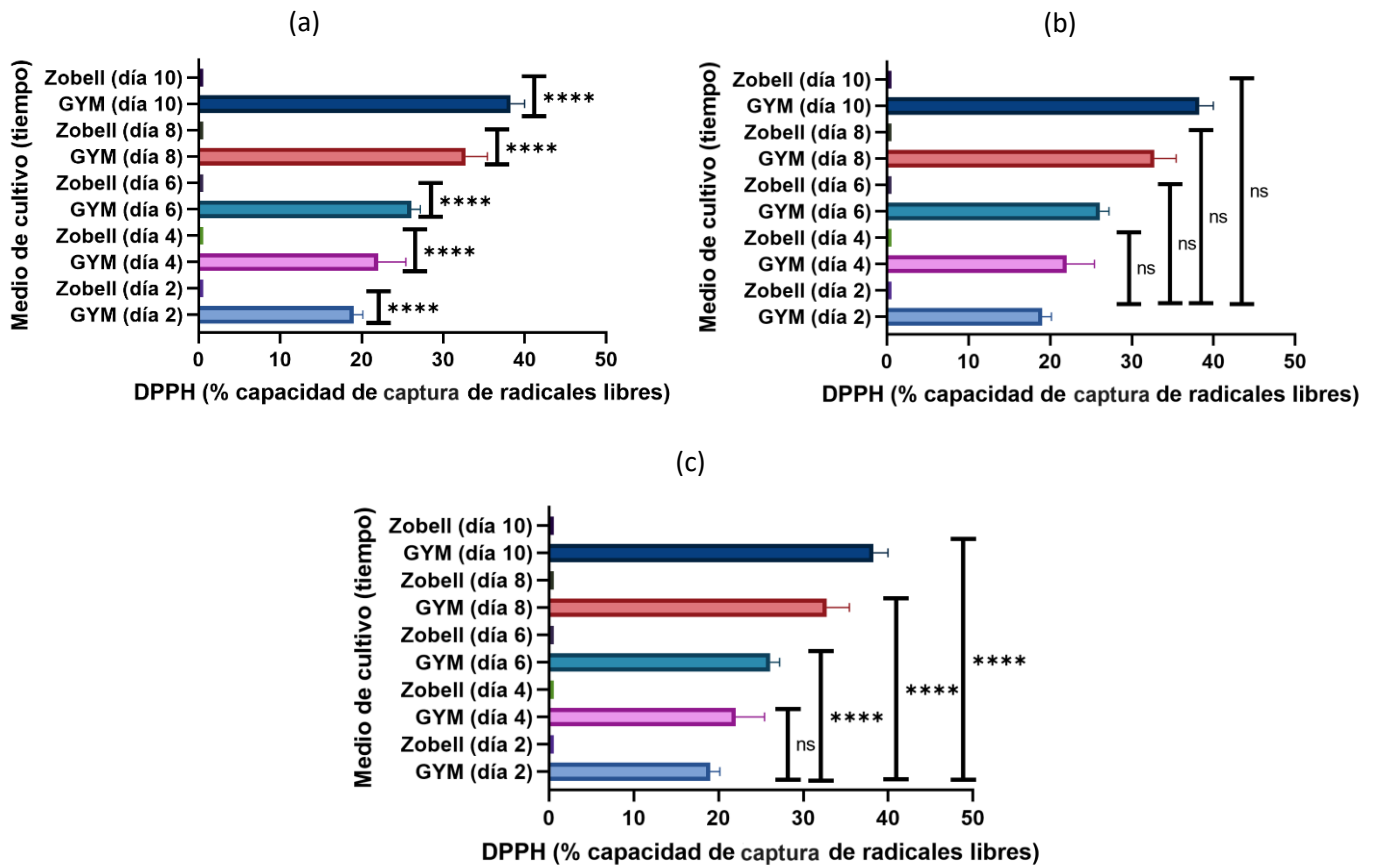 (a)
Medio de cultivo (tiempo)
Zobell (día 10)
GYM (día 10)
Zobell (día 8)
GYM (día 8)
Zobell (día 6)
GYM (día 6)
Zobell (día 4)
GYM (día 4)
Zobell (día 2)
GYM (día 2)
****
****
****
****
****
0 10 20 30 40 50
DPPH (% capacidad de captura de radicales libres)
(b)
Medio de cultivo (tiempo)
Zobell (día 10)
GYM (día 10)
Zobell (día 8)
GYM (día 8)
Zobell (día 6)
GYM (día 6)
Zobell (día 4)
GYM (día 4)
Zobell (día 2)
GYM (día 2)
ns
ns
ns
ns
0 10 20 30 40 50
DPPH (% capacidad de captura de radicales libres)
(c)
Medio de cultivo (tiempo)
Zobell (día 10)
GYM (día 10)
Zobell (día 8)
GYM (día 8)
Zobell (día 6)
GYM (día 6)
Zobell (día 4)
GYM (día 4)
Zobell (día 2)
GYM (día 2)
ns
****
****
****
0 10 20 30 40 50
DPPH (% capacidad de captura de radicales libres)